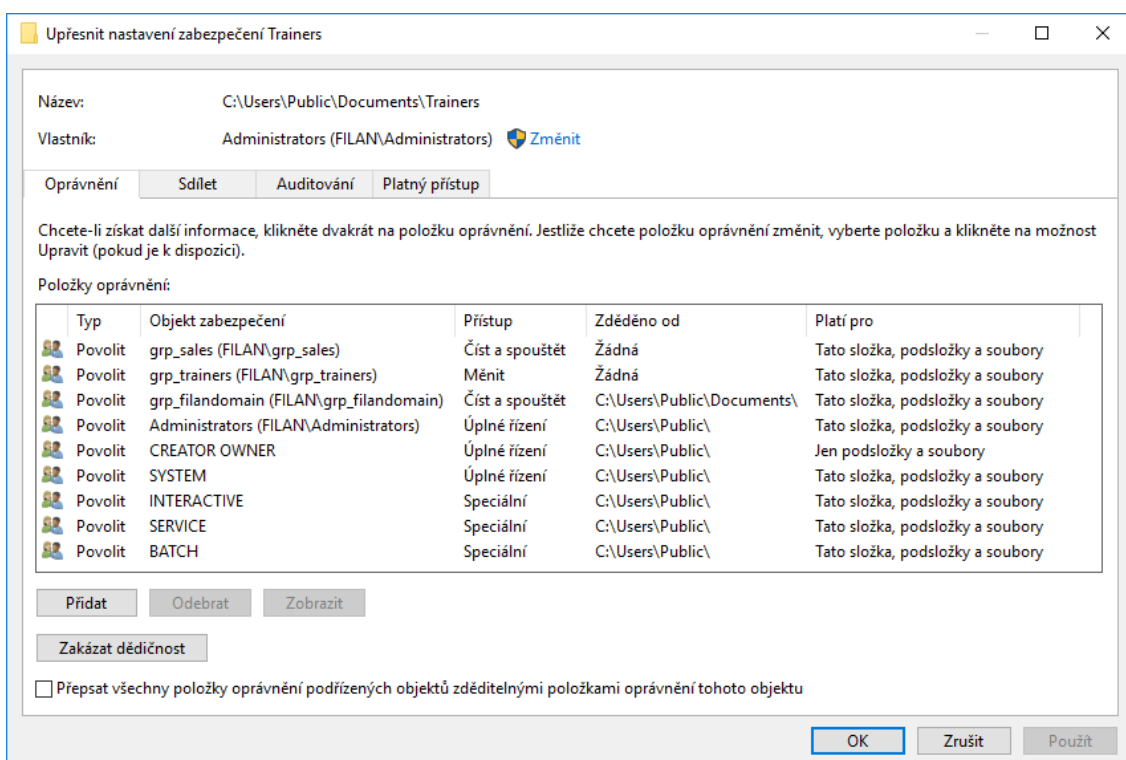 Upřesnit nastavení zabezpečení Trainers
Název: C:\Users\Public\Documents\Trainers
Vlastník: Administrators (FILAN\Administrators) Změnit
Oprávnění Sdílet Auditování Platný přístup
Chcete-li získat další informace, klikněte dvakrát na položku oprávnění. Jestliže chcete položku oprávnění změnit, vyberte položku a klikněte na možnost
Upravit (pokud je k dispozici).
Položky oprávnění:
Typ Objekt zabezpečení Přístup Zděděno od Platí pro
Povolit grp_sales (FILAN\grp_sales) Číst a spouštět Žádná Tato složka, podsložky a soubory
Povolit grp_trainers (FILAN\grp_trainers) Měnit Žádná Tato složka, podsložky a soubory
Povolit grp_filandomain (FILAN\grp_filandomain) Číst a spouštět C:\Users\Public\Documents\ Tato složka, podsložky a soubory
Povolit Administrators (FILAN\Administrators) Úplné řízení C:\Users\Public\ Tato složka, podsložky a soubory
Povolit CREATOR OWNER Úplné řízení C:\Users\Public\ Jen podsložky a soubory
Povolit SYSTEM Úplné řízení C:\Users\Public\ Tato složka, podsložky a soubory
Povolit INTERACTIVE Speciální C:\Users\Public\ Tato složka, podsložky a soubory
Povolit SERVICE Speciální C:\Users\Public\ Tato složka, podsložky a soubory
Povolit BATCH Speciální C:\Users\Public\ Tato složka, podsložky a soubory
Přidat Odebrat Zobrazit
Zakázat dědičnost
Přepsat všechny položky oprávnění podřízených objektů zděditelnými položkami oprávnění tohoto objektu
OK Zrušit Použít